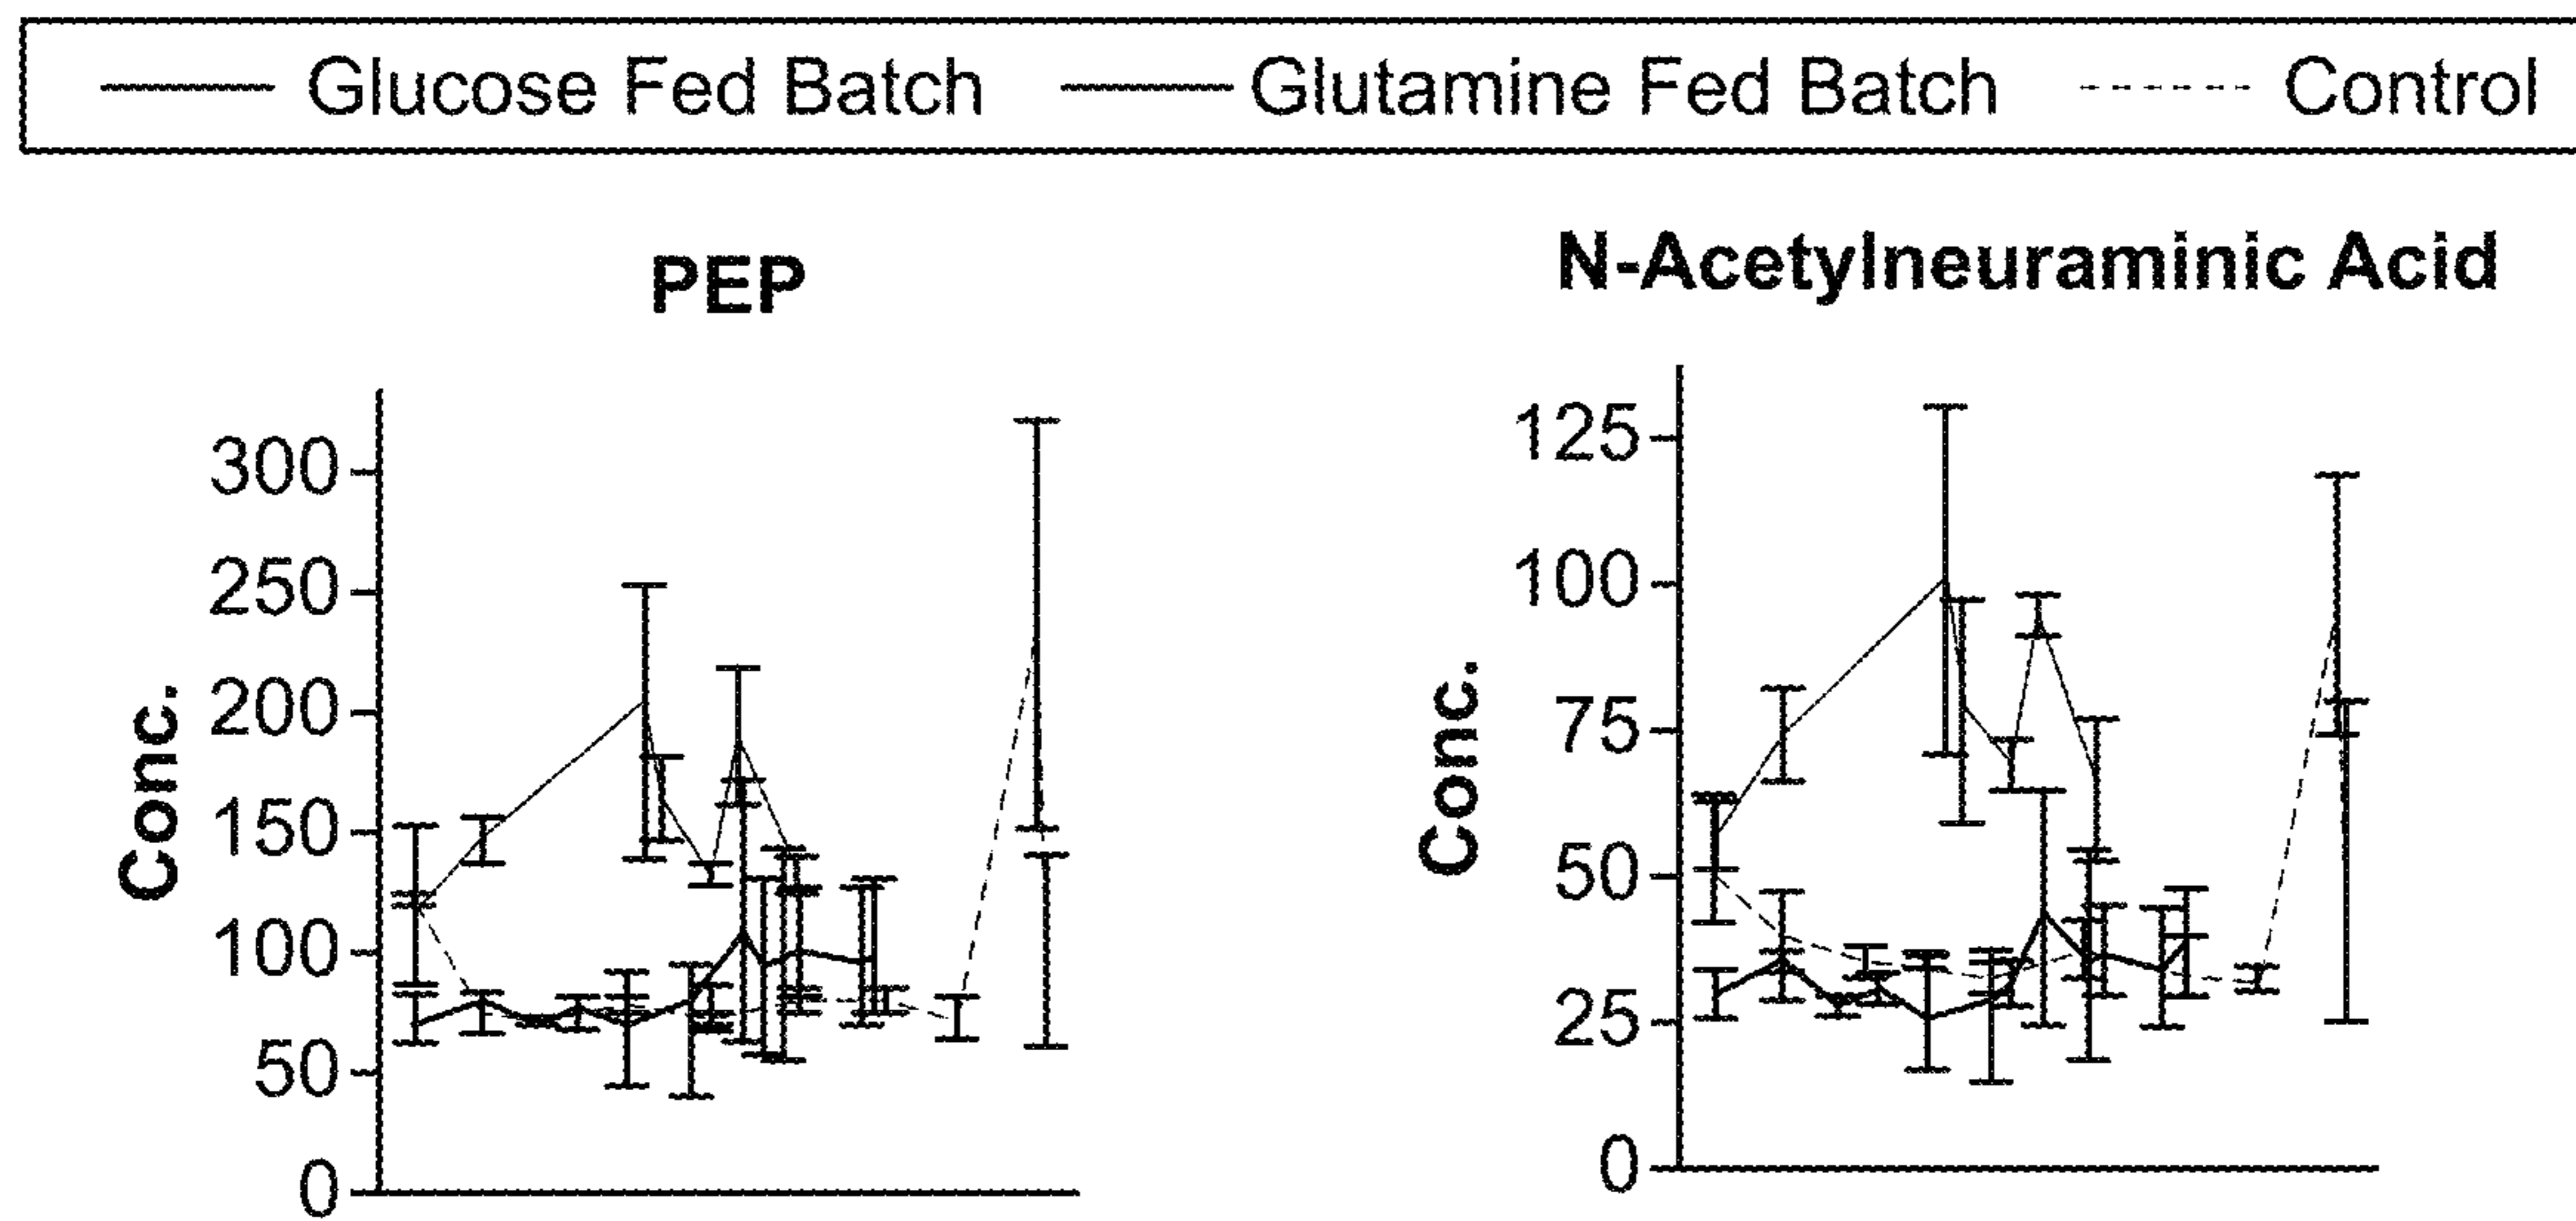 Glucose Fed Batch Glutamine Fed Batch Control
PEP
Conc.
300
250
200
150
100
50
0
N-Acetylneuraminic Acid
Conc.
125
100
75
50
25
0